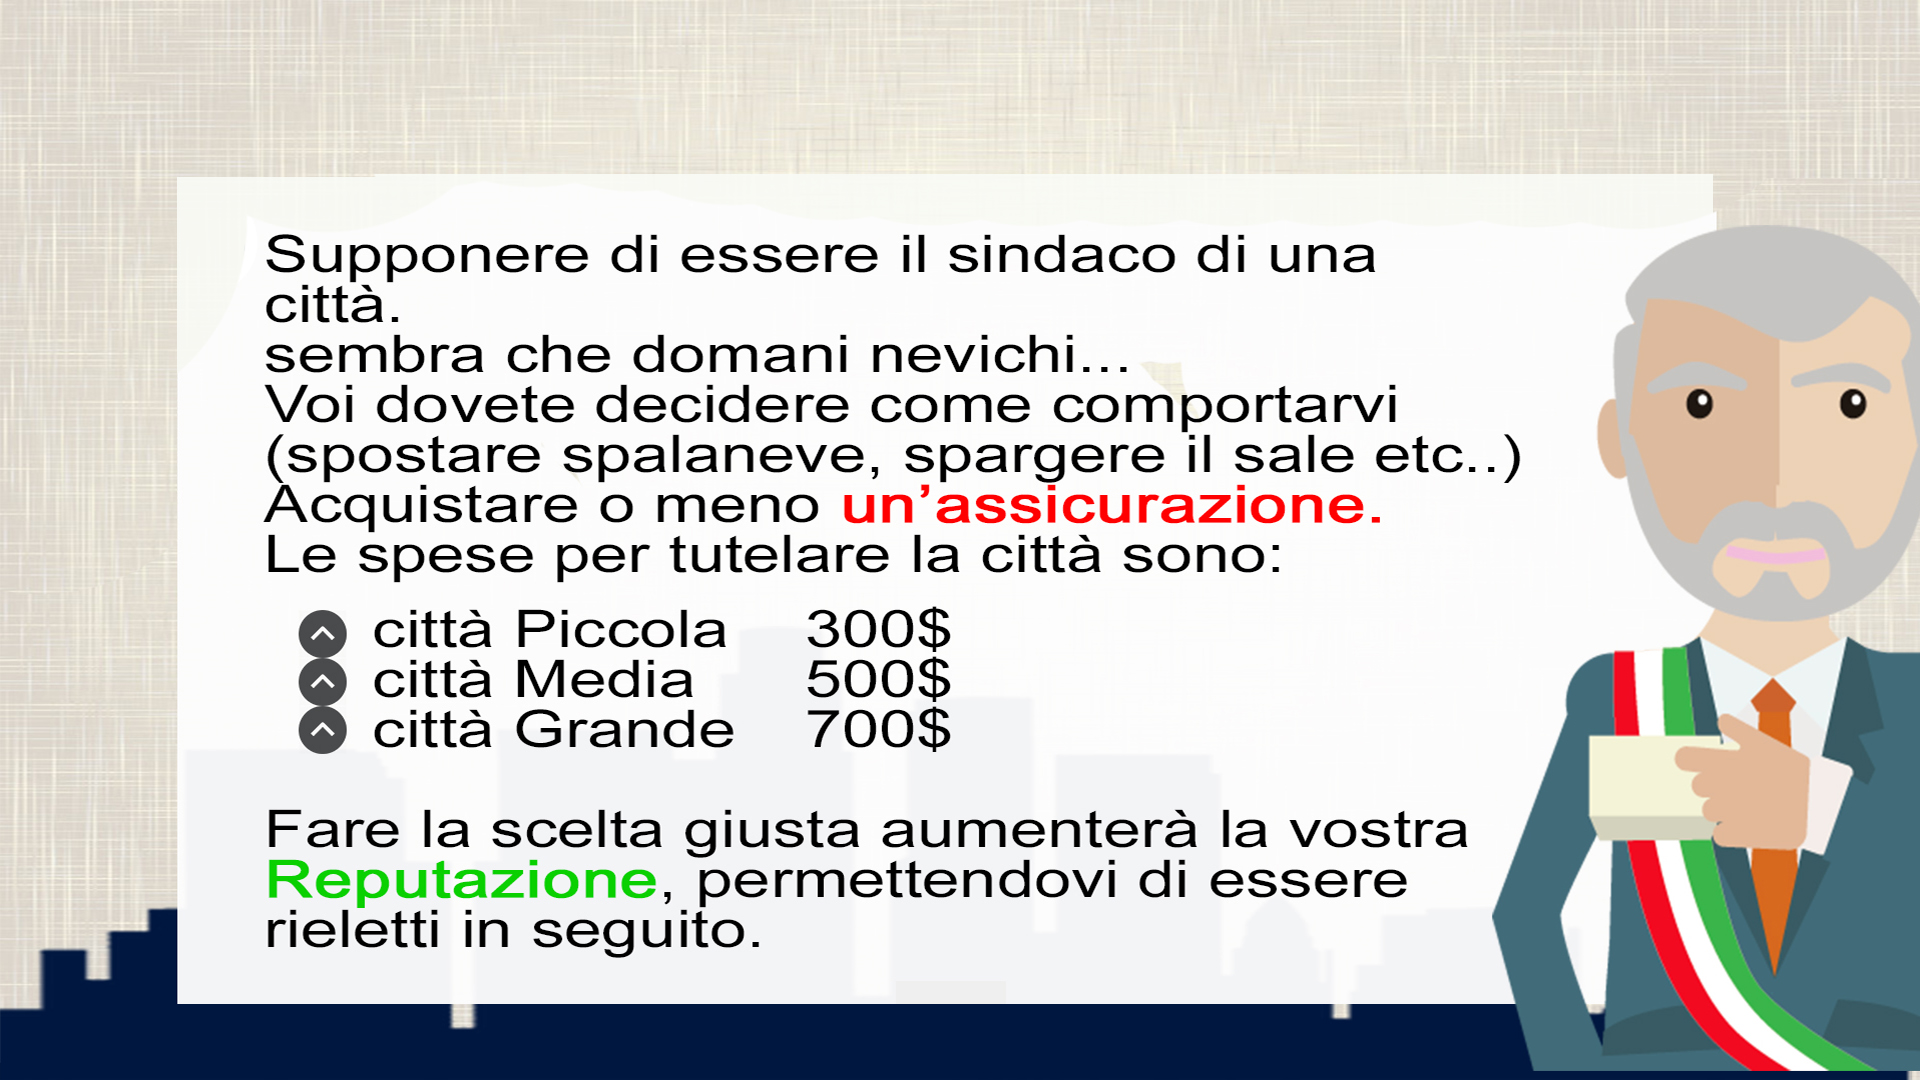 Supponere di essere il sindaco di una
città.
sembra che domani nevichi...
Voi dovete decidere come comportarvi
(spostare spalaneve, spargere il sale etc..)
Acquistare o meno un’assicurazione.
Le spese per tutelare la città sono:
città Piccola 300$
città Media 500$
città Grande 700$
Fare la scelta giusta aumenterà la vostra
Reputazione, permettendovi di essere
rieletti in seguito.